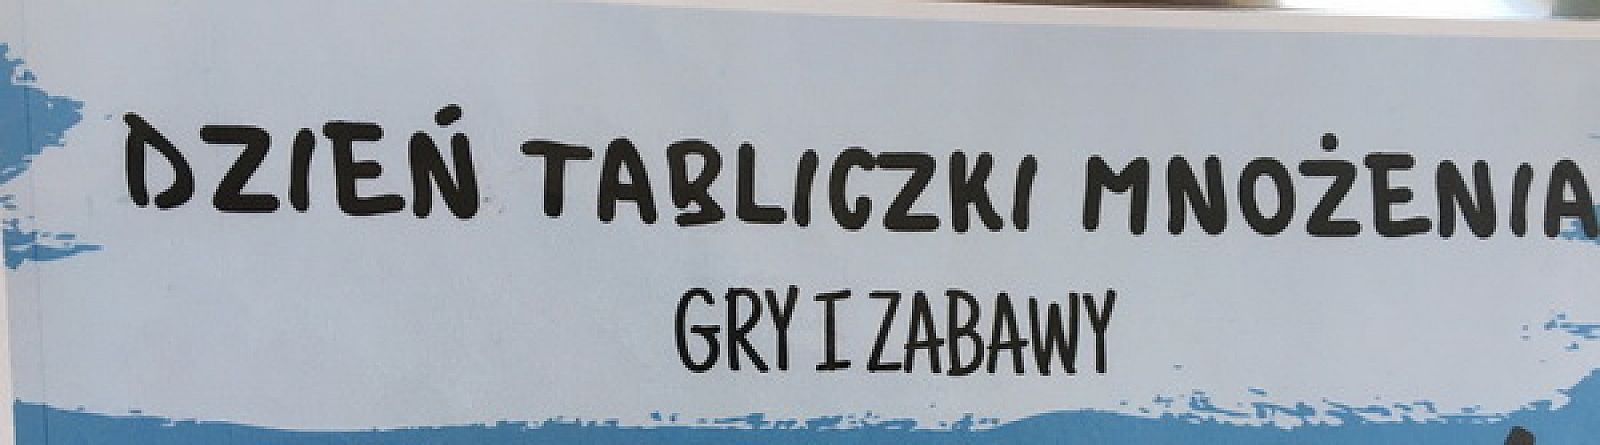 DZIEŃ TABLICZKI MNOŻENIA
GRY I ZABAWY